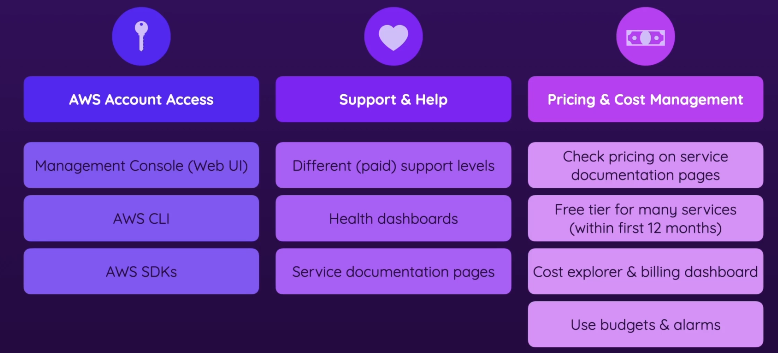 AWS Account Access
Management Console (Web UI)
AWS CLI
AWS SDKs
Support & Help
Different (paid) support levels
Health dashboards
Service documentation pages
Pricing & Cost Management
Check pricing on service
documentation pages
Free tier for many services
(within first 12 months)
Cost explorer & billing dashboard
Use budgets & alarms